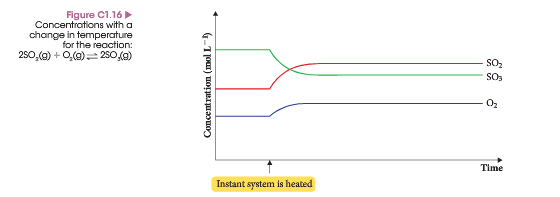 Figure C1.16 ▶
Concentrations with a
change in temperature
for the reaction:
2SO₂(g) + O₂(g) ⇌ 2SO₃(g)
Concentration (mol L⁻¹)
SO₂
SO₃
O₂
Time
Instant system is heated